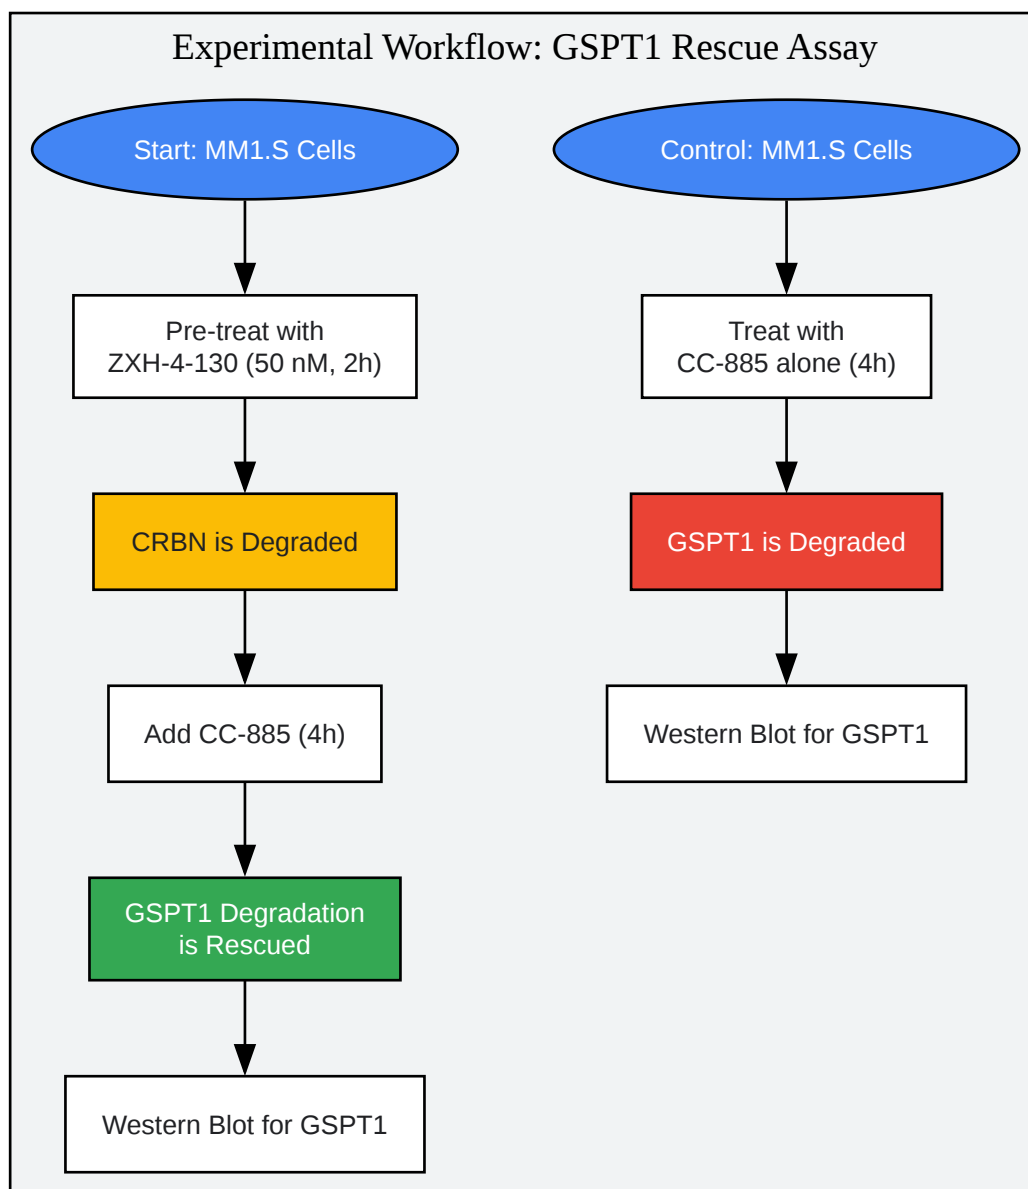 Experimental Workflow: GSPT1 Rescue Assay
Start: MM1.S Cells
Pre-treat with
ZXH-4-130 (50 nM, 2h)
CRBN is Degraded
Add CC-885 (4h)
GSPT1 Degradation
is Rescued
Western Blot for GSPT1
Control: MM1.S Cells
Treat with
CC-885 alone (4h)
GSPT1 is Degraded
Western Blot for GSPT1